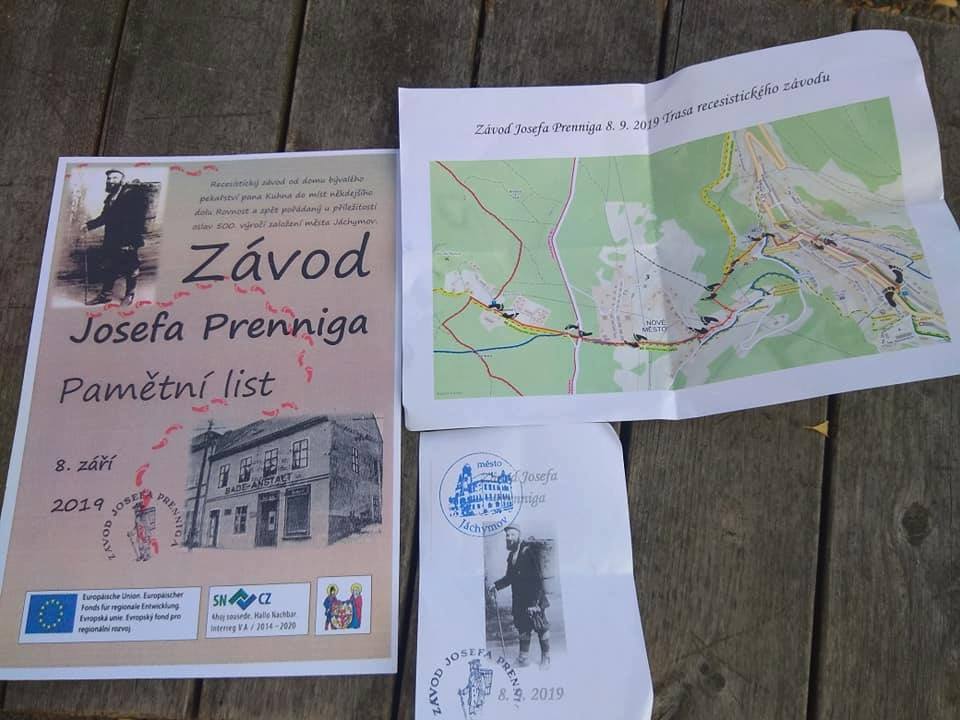 Recesistický závod od domu bývalého
pekařství pana Kuhna do míst někdejšího
dolu Rovnost a zpět pořádaný u příležitosti
oslav 500. výročí založení města Jáchymov.
Závod
Josefa Prenniga
Pamětní list
8. září
2019
ZÁVOD JOSEFA PRENNIGA
BADE-ANSTALT
Europäische Union. Europäischer
Fonds für regionale Entwicklung.
Evropská unie. Evropský fond pro
regionální rozvoj
SN CZ
Ahoj sousede. Hallo Nachbar.
Interreg V A / 2014 – 2020
Závod Josefa Prenniga 8. 9. 2019 Trasa recesistického závodu
NOVÉ
MĚSTO
město
Jáchymov
Závod Josefa
Prenniga
ZÁVOD JOSEFA PRENNIG
8. 9. 2019